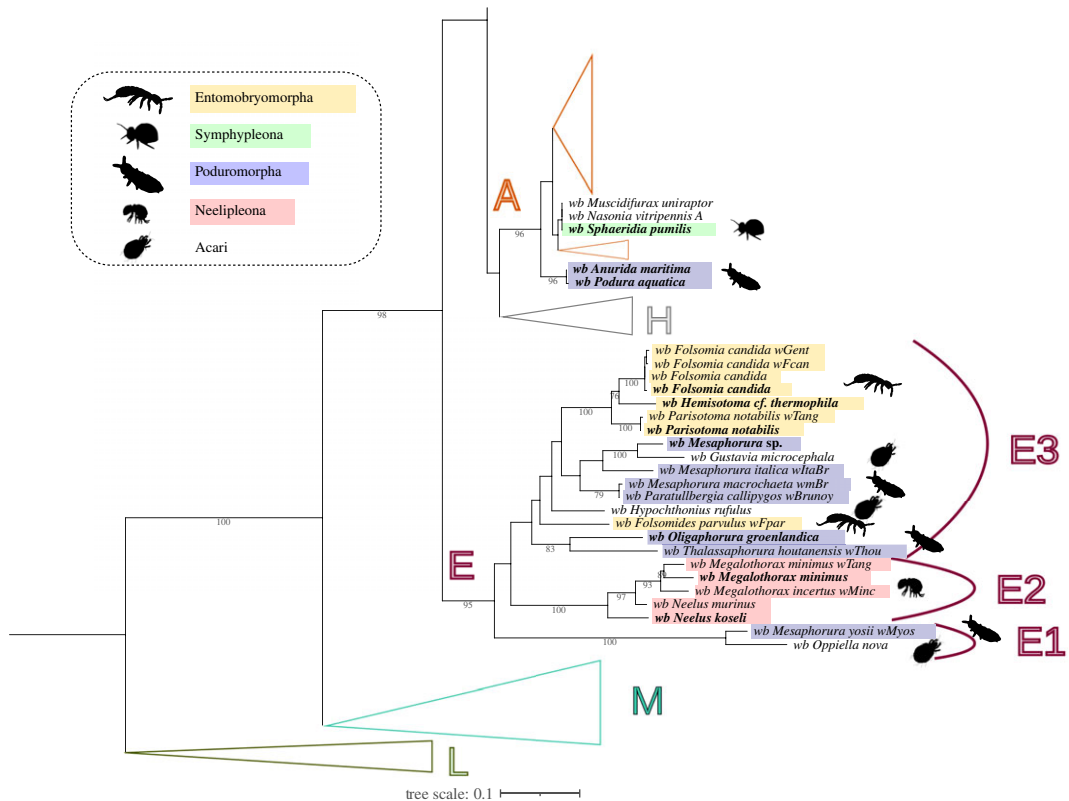 Entomobryomorpha
Symphypleona
Poduromorpha
Neelipleona
Acari
A
wb Muscidifurax uniraptor
wb Nasonia vitripennis A
wb Sphaeridia pumilis
96
wb Anurida maritima
96
wb Podura aquatica
98
H
wb Folsomia candida wGent
wb Folsomia candida wFcan
wb Folsomia candida
100
wb Folsomia candida
76
wb Hemisotoma cf. thermophila
100
wb Parisotoma notabilis wTang
100
wb Parisotoma notabilis
wb Mesaphorura sp.
E3
100
wb Gustavia microcephala
wb Mesaphorura italica wItaBr
wb Mesaphorura macrochaeta wmBr
79
wb Paratullbergia callipygos wBrunoy
wb Hypochthonius rufulus
100
wb Folsomides parvulus wFpar
wb Oligaphorura groenlandica
83
wb Thalassaphorura houtanensis wThou
E
wb Megalothorax minimus wTang
wb Megalothorax minimus
93
wb Megalothorax incertus wMinc
E2
97
95
wb Neelus murinus
100
wb Neelus koseli
wb Mesaphorura yosii wMyos
100
wb Oppiella nova
E1
M
L
tree scale: 0.1